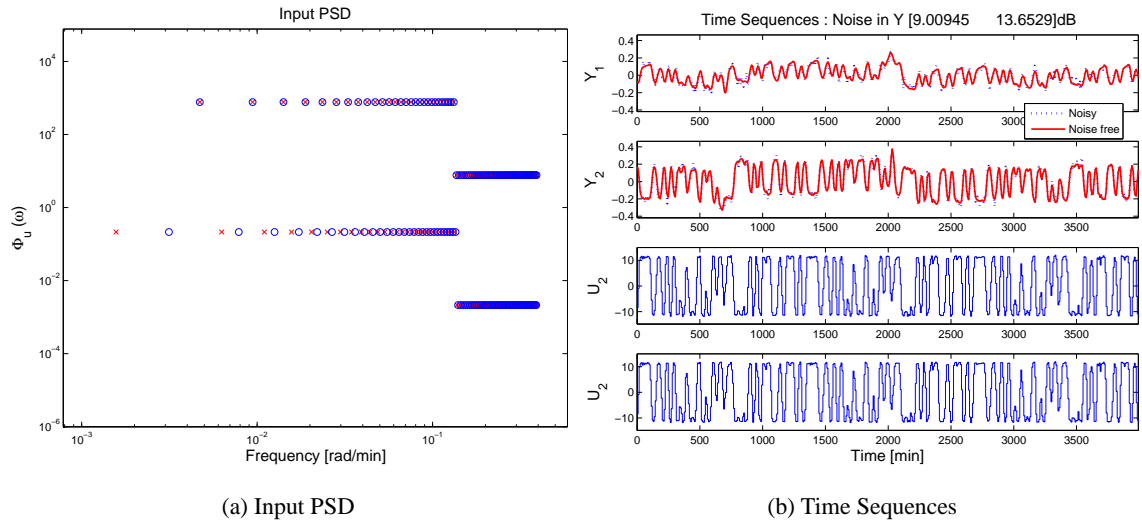 Input PSD
10^4
10^2
10^0
10^-2
10^-4
10^-6
Φ_u (ω)
10^-3
10^-2
10^-1
Frequency [rad/min]
(a) Input PSD
Time Sequences : Noise in Y [9.00945 13.6529]dB
0.4
0.2
0
-0.2
-0.4
Y_1
0 500 1000 1500 2000 2500 3000 3500
Noisy
Noise free
0.4
0.2
0
-0.2
-0.4
Y_2
0 500 1000 1500 2000 2500 3000 3500
10
0
-10
U_2
0 500 1000 1500 2000 2500 3000 3500
10
0
-10
U_2
0 500 1000 1500 2000 2500 3000 3500
Time [min]
(b) Time Sequences